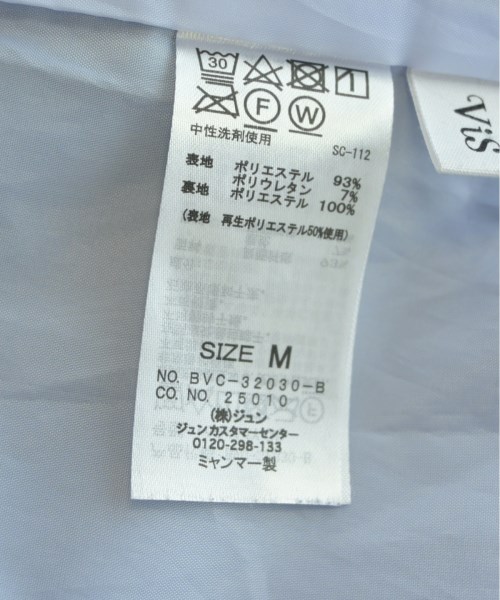 30
F W
中性洗剤使用
SC-112
表地 ポリエステル 93%
ポリウレタン 7%
裏地 ポリエステル 100%
(表地 再生ポリエステル50%使用)
SIZE M
NO. BVC-32030-B
CO. NO. 25010
(株)ジュン
ジュンカスタマーセンター
0120-298-133
ミャンマー製
ViS